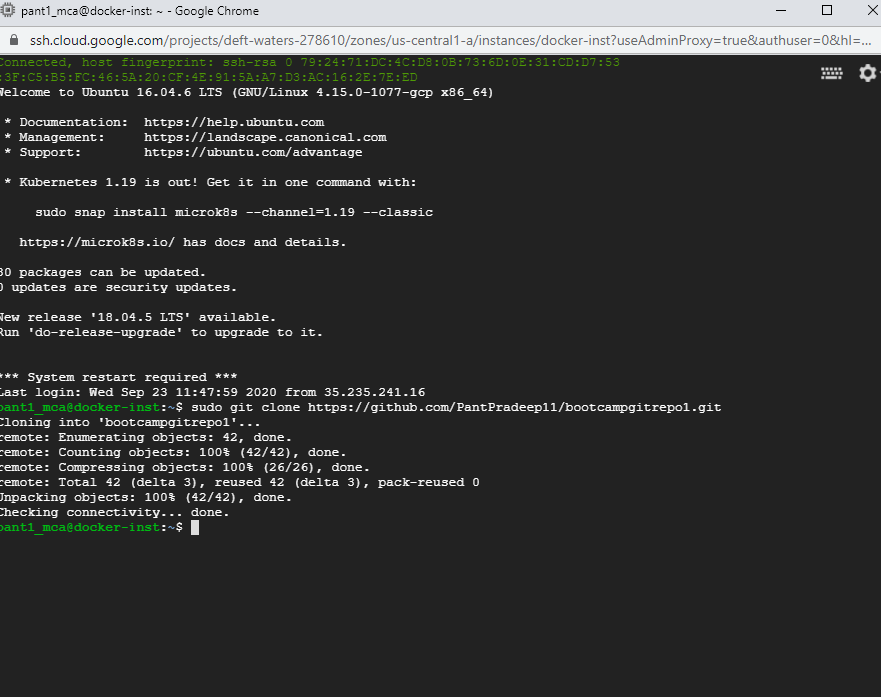 pant1_mca@docker-inst: ~ - Google Chrome
ssh.cloud.google.com/projects/deft-waters-278610/zones/us-central1-a/instances/docker-inst?useAdminProxy=true&authuser=0&hl=...
Connected, host fingerprint: ssh-rsa 0 79:24:71:DC:4C:D8:0B:73:6D:0E:31:CD:D7:53
:3F:C5:B5:FC:46:5A:20:CF:4E:91:5A:A7:D3:AC:16:2E:7E:ED
Welcome to Ubuntu 16.04.6 LTS (GNU/Linux 4.15.0-1077-gcp x86_64)
* Documentation: https://help.ubuntu.com
* Management: https://landscape.canonical.com
* Support: https://ubuntu.com/advantage
* Kubernetes 1.19 is out! Get it in one command with:
sudo snap install microk8s --channel=1.19 --classic
https://microk8s.io/ has docs and details.
80 packages can be updated.
0 updates are security updates.
New release '18.04.5 LTS' available.
Run 'do-release-upgrade' to upgrade to it.
*** System restart required ***
Last login: Wed Sep 23 11:47:59 2020 from 35.235.241.16
pant1_mca@docker-inst:~$ sudo git clone https://github.com/PantPradeep11/bootcampgitrepo1.git
Cloning into 'bootcampgitrepo1'...
remote: Enumerating objects: 42, done.
remote: Counting objects: 100% (42/42), done.
remote: Compressing objects: 100% (26/26), done.
remote: Total 42 (delta 3), reused 42 (delta 3), pack-reused 0
Unpacking objects: 100% (42/42), done.
Checking connectivity... done.
pant1_mca@docker-inst:~$